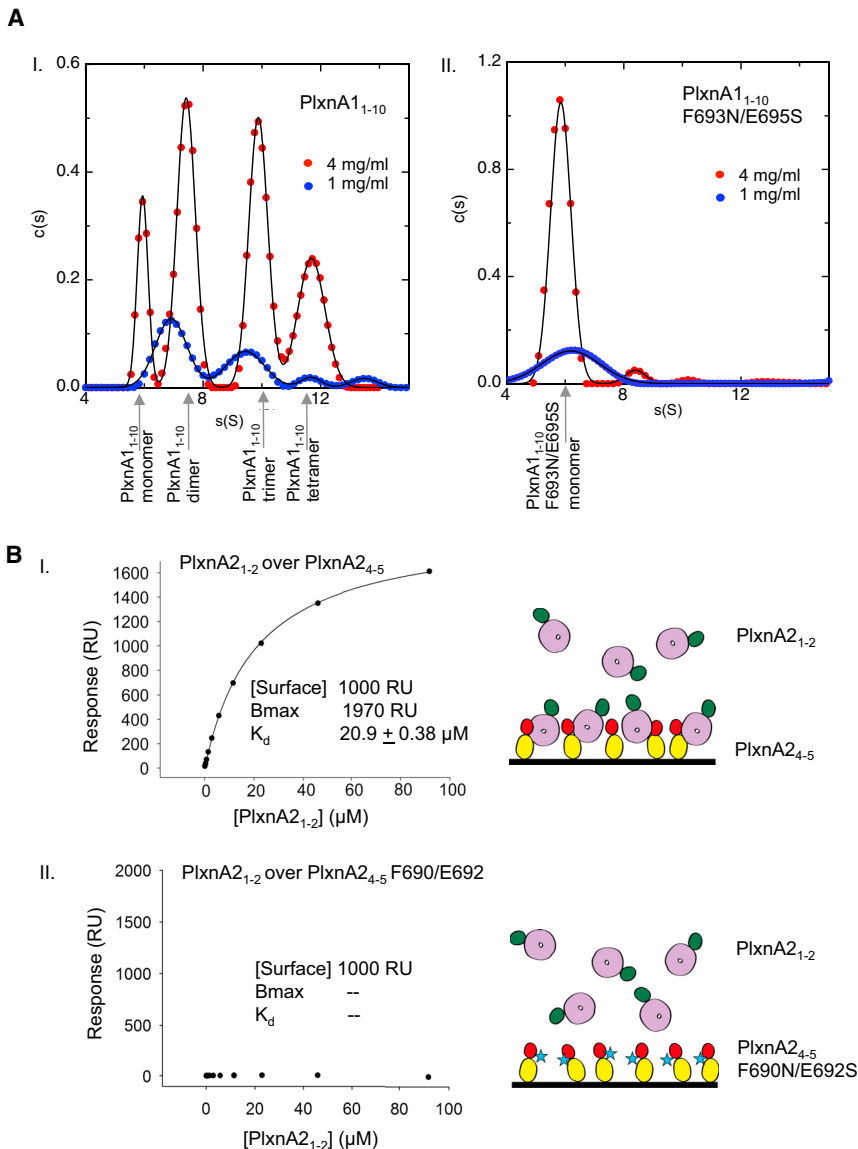 A
I.
PlxnA1₁₋₁₀
4 mg/ml
1 mg/ml
c(s)
0.6
0.4
0.2
0.0
4
8
12
s(S)
PlxnA1₁₋₁₀ monomer
PlxnA1₁₋₁₀ dimer
PlxnA1₁₋₁₀ trimer
PlxnA1₁₋₁₀ tetramer
II.
PlxnA1₁₋₁₀
F693N/E695S
4 mg/ml
1 mg/ml
c(s)
1.2
0.8
0.4
0.0
4
8
12
s(S)
PlxnA1₁₋₁₀
F693N/E695S
monomer
B
I.
PlxnA2₁₋₂ over PlxnA2₄₋₅
Response (RU)
1600
1400
1200
1000
800
600
400
200
0
[Surface] 1000 RU
Bmax 1970 RU
K_d 20.9 ± 0.38 µM
0 20 40 60 80 100
[PlxnA2₁₋₂] (µM)
PlxnA2₁₋₂
PlxnA2₄₋₅
II.
PlxnA2₁₋₂ over PlxnA2₄₋₅ F690/E692
Response (RU)
2000
1500
1000
500
0
[Surface] 1000 RU
Bmax --
K_d --
0 20 40 60 80 100
[PlxnA2₁₋₂] (µM)
PlxnA2₁₋₂
PlxnA2₄₋₅
F690N/E692S